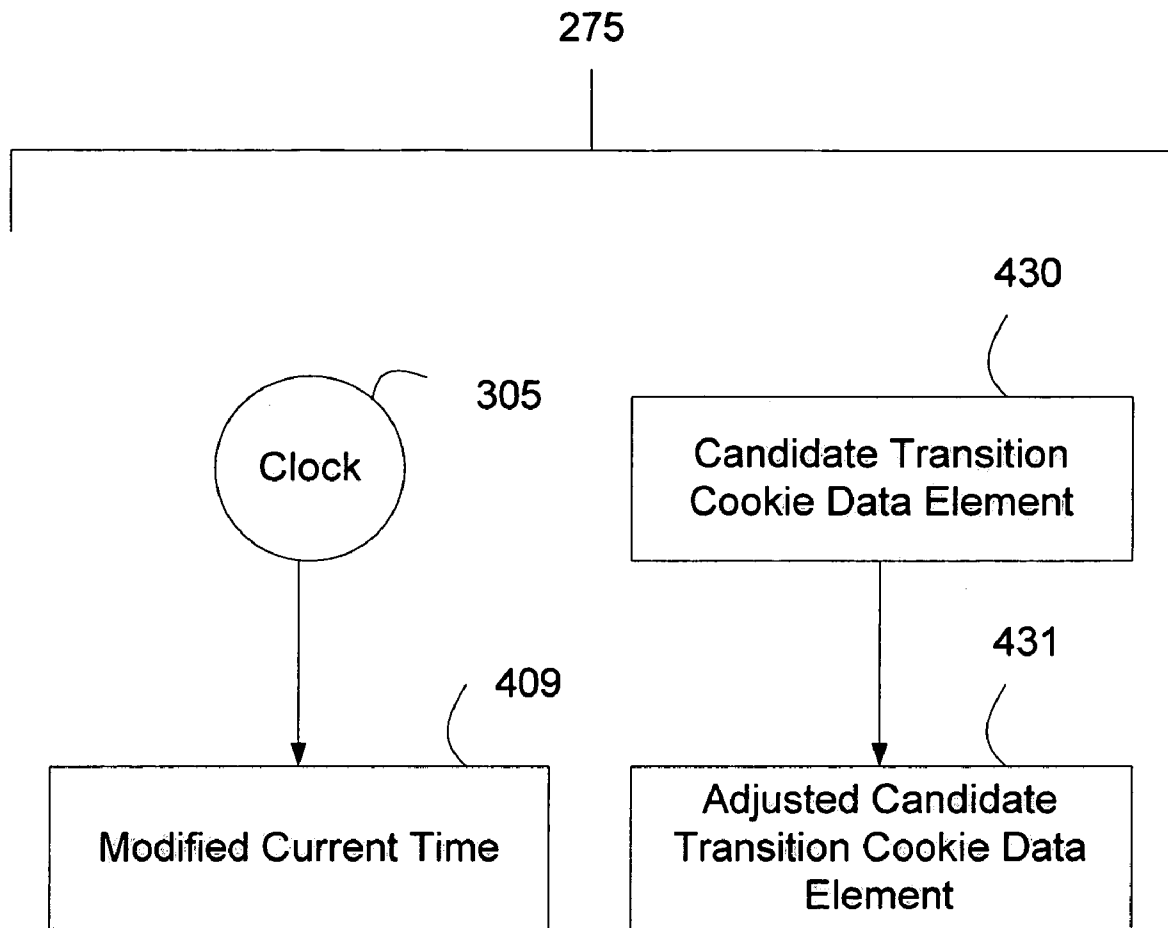 275
430
305
Clock
Candidate Transition
Cookie Data Element
431
409
Modified Current Time
Adjusted Candidate
Transition Cookie Data
Element